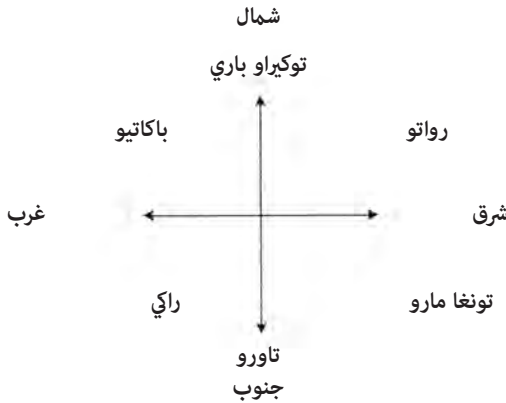 شمال
توكيراو باري
رواتو
باكاتيو
شرق
غرب
تونغا مارو
راكي
تاورو
جنوب